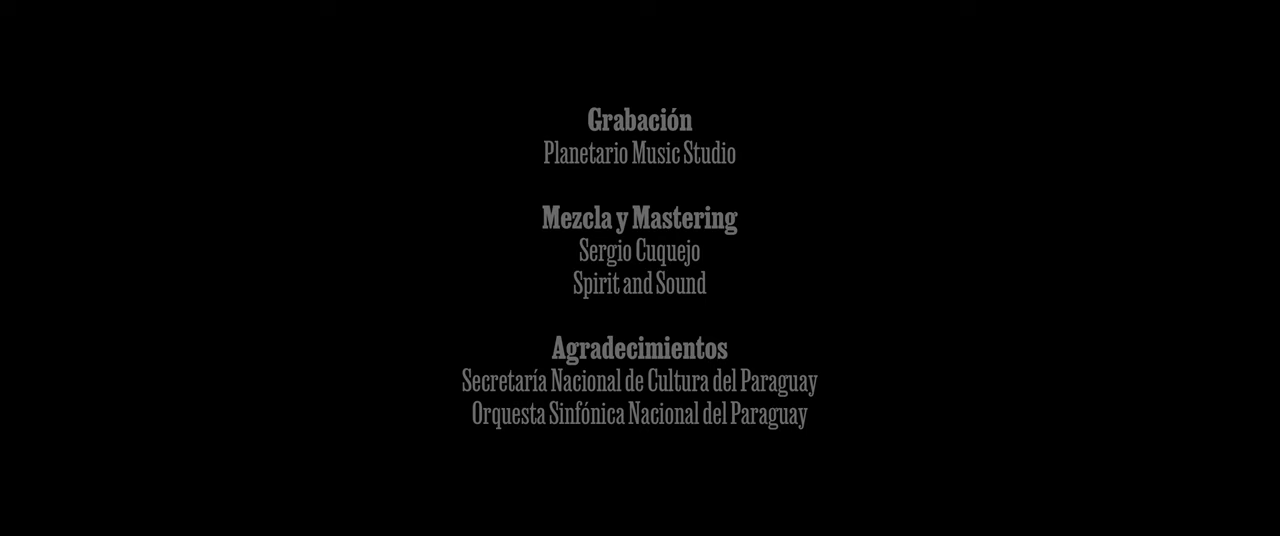 Grabación
Planetario Music Studio
Mezcla y Mastering
Sergio Cuquejo
Spirit and Sound
Agradecimientos
Secretaría Nacional de Cultura del Paraguay
Orquesta Sinfónica Nacional del Paraguay